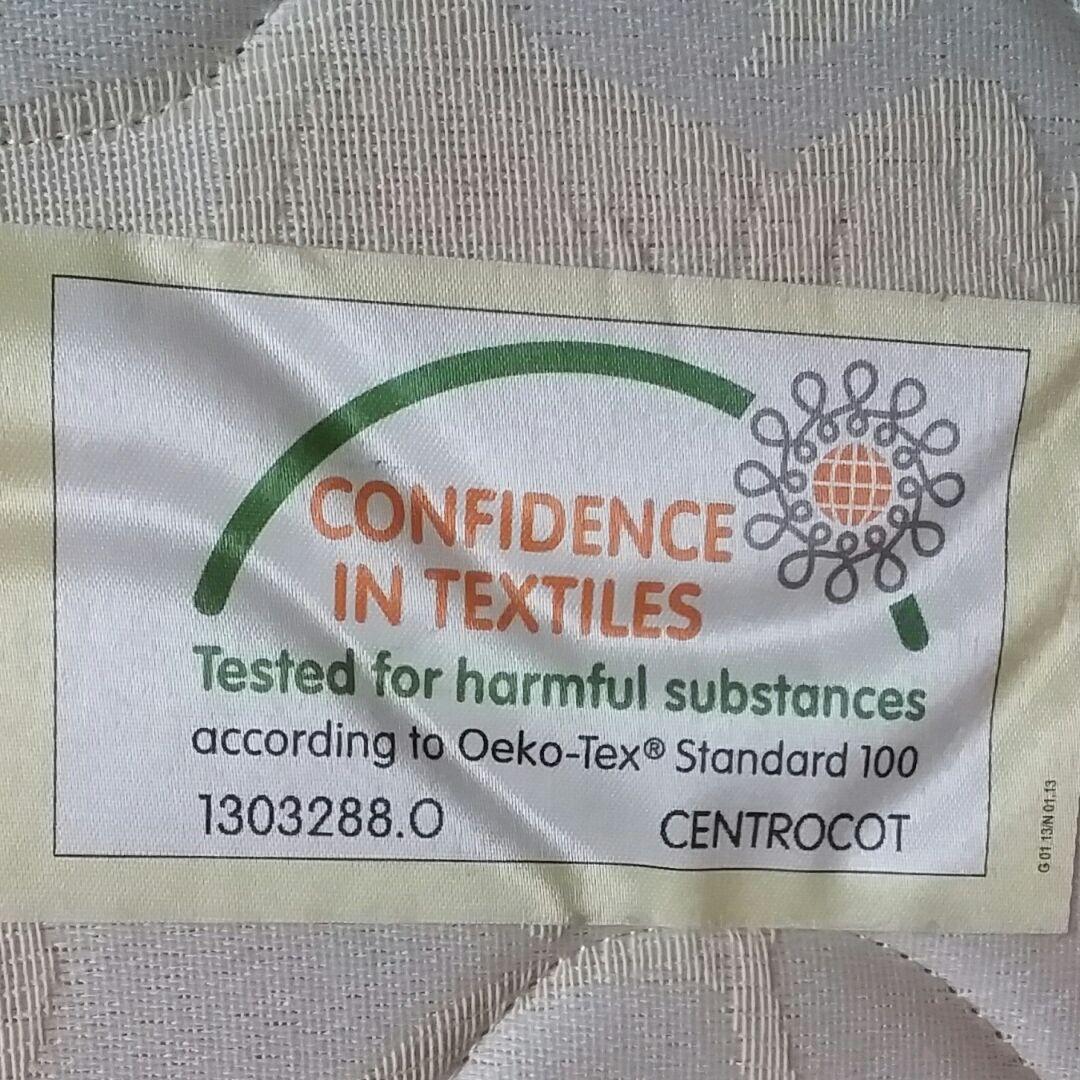 CONFIDENCE
IN TEXTILES
Tested for harmful substances
according to Oeko-Tex® Standard 100
1303288.O CENTROCOT
G 01.13/N 01.13